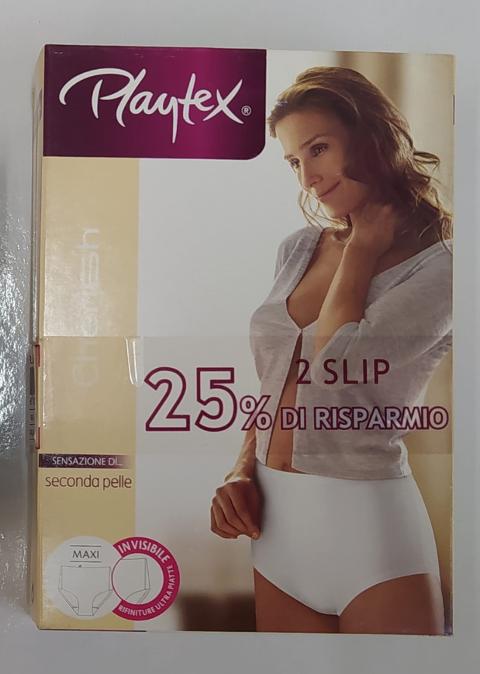 Playtex®
Cherish
2 SLIP
25% DI RISPARMIO
SENSAZIONE DI...
seconda pelle
MAXI
INVISIBILE
RIFINITURE ULTRA PIATTE